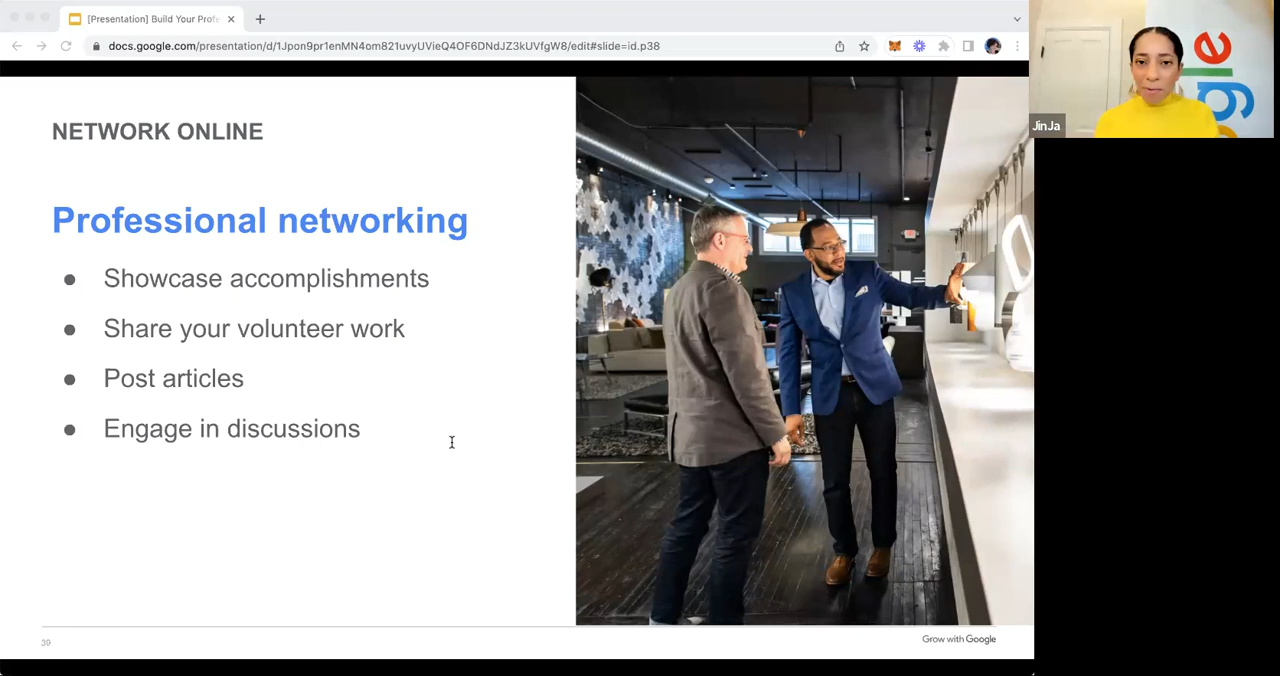 [Presentation] Build Your Profe
docs.google.com/presentation/d/1Jpon9pr1enMN4om821uvyUVieQ4OF6DNdJZ3kUVfgW8/edit#slide=id.p38
JinJa
NETWORK ONLINE
Professional networking
● Showcase accomplishments
● Share your volunteer work
● Post articles
● Engage in discussions
39
Grow with Google